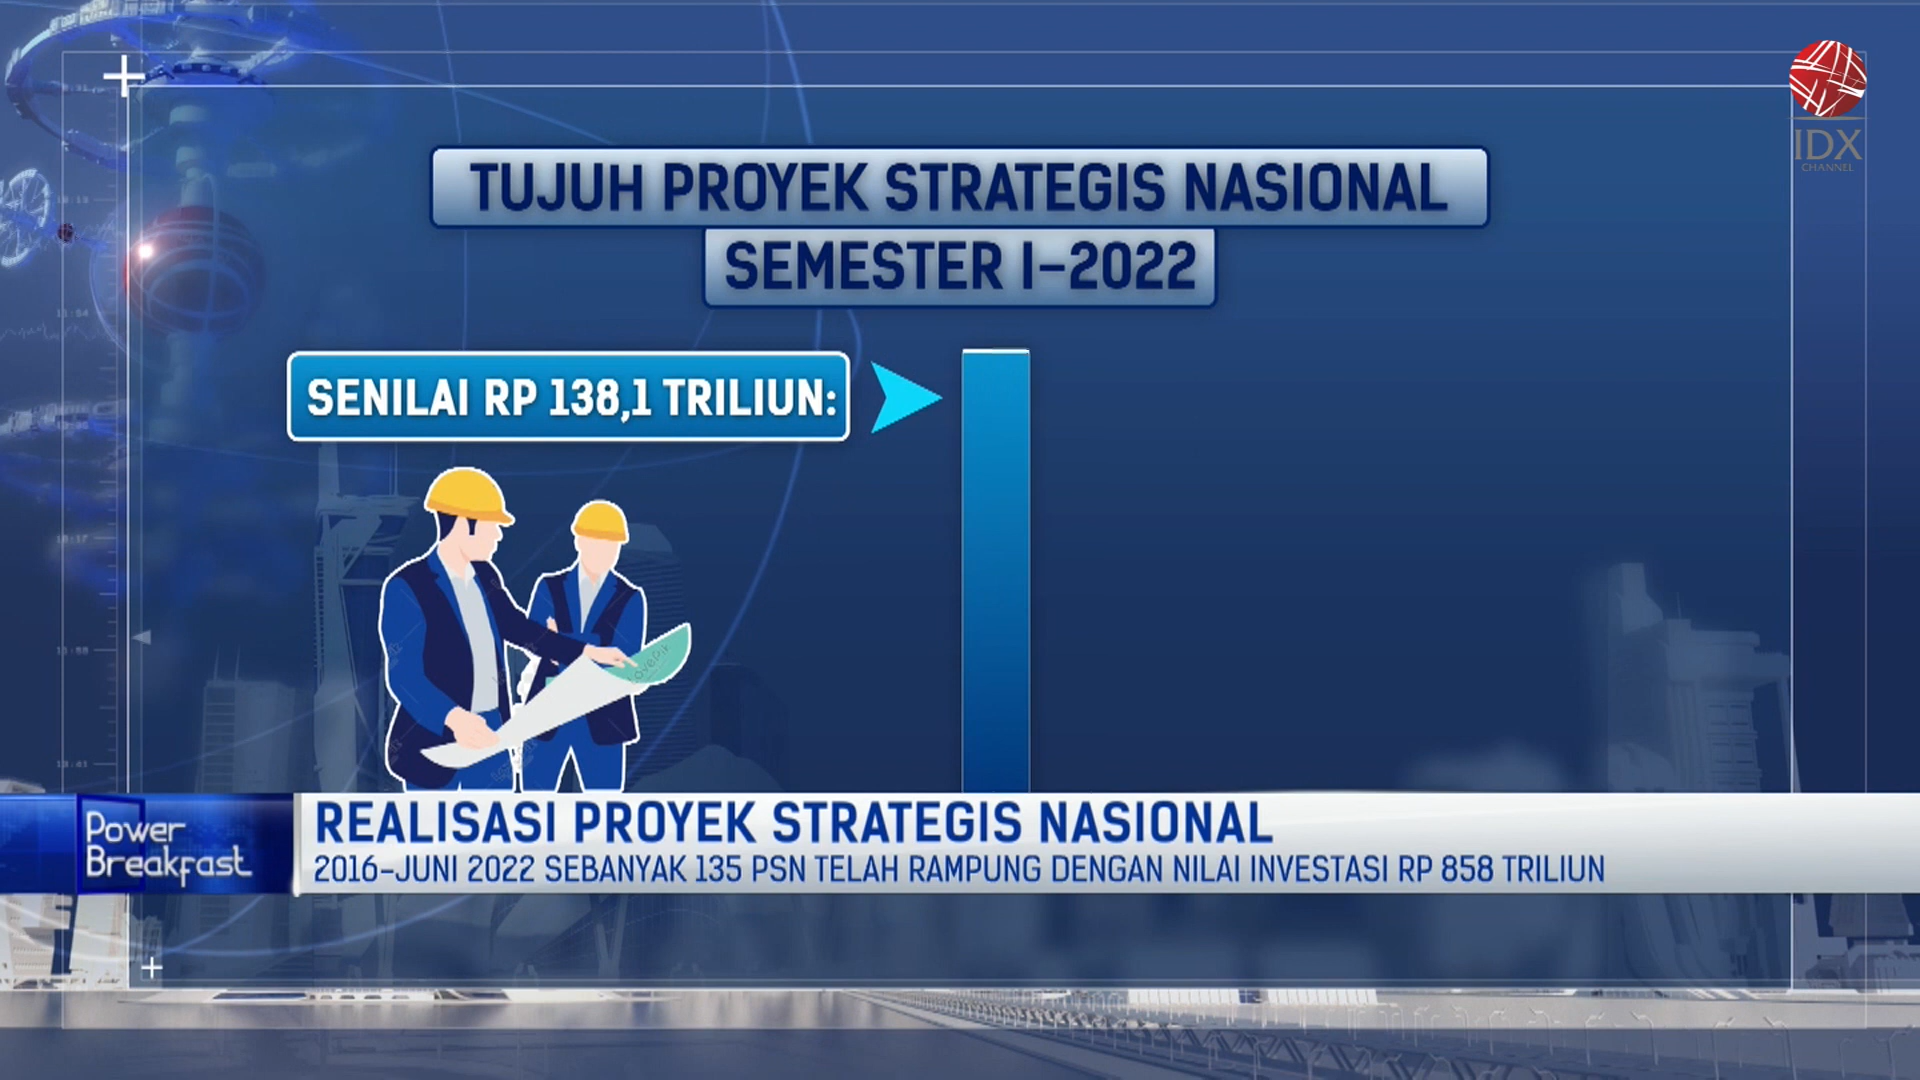 IDX
CHANNEL
TUJUH PROYEK STRATEGIS NASIONAL
SEMESTER I-2022
SENILAI RP 138,1 TRILIUN:
Power
Breakfast
REALISASI PROYEK STRATEGIS NASIONAL
2016-JUNI 2022 SEBANYAK 135 PSN TELAH RAMPUNG DENGAN NILAI INVESTASI RP 858 TRILIUN